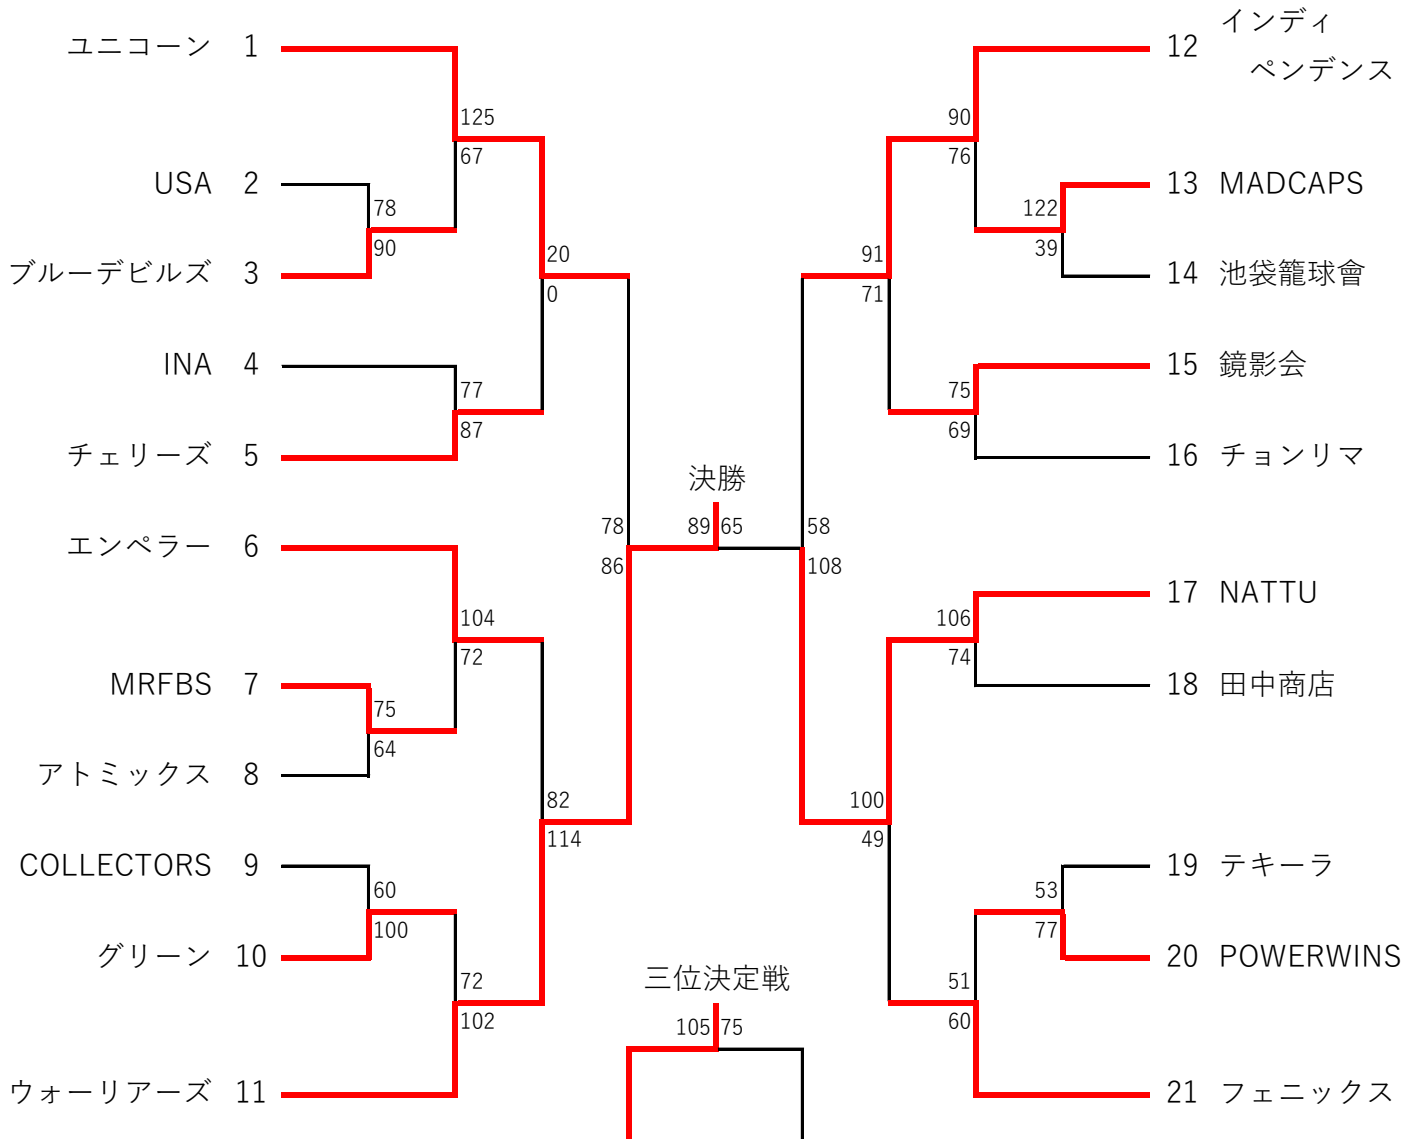 ユニコーン 1
125
67
USA 2
78
90
ブルーデビルズ 3
20
0
INA 4
77
87
チェリーズ 5
エンペラー 6
104
72
MRFBS 7
75
64
アトミックス 8
82
114
COLLECTORS 9
60
100
グリーン 10
72
102
ウォーリアーズ 11
78
86
決勝
89 65
58
108
三位決定戦
105 75
12 インディ
ペンデンス
90
76
13 MADCAPS
122
39
14 池袋籠球會
91
71
15 鏡影会
75
69
16 チョンリマ
17 NATTU
106
74
18 田中商店
100
49
19 テキーラ
53
77
20 POWERWINS
51
60
21 フェニックス